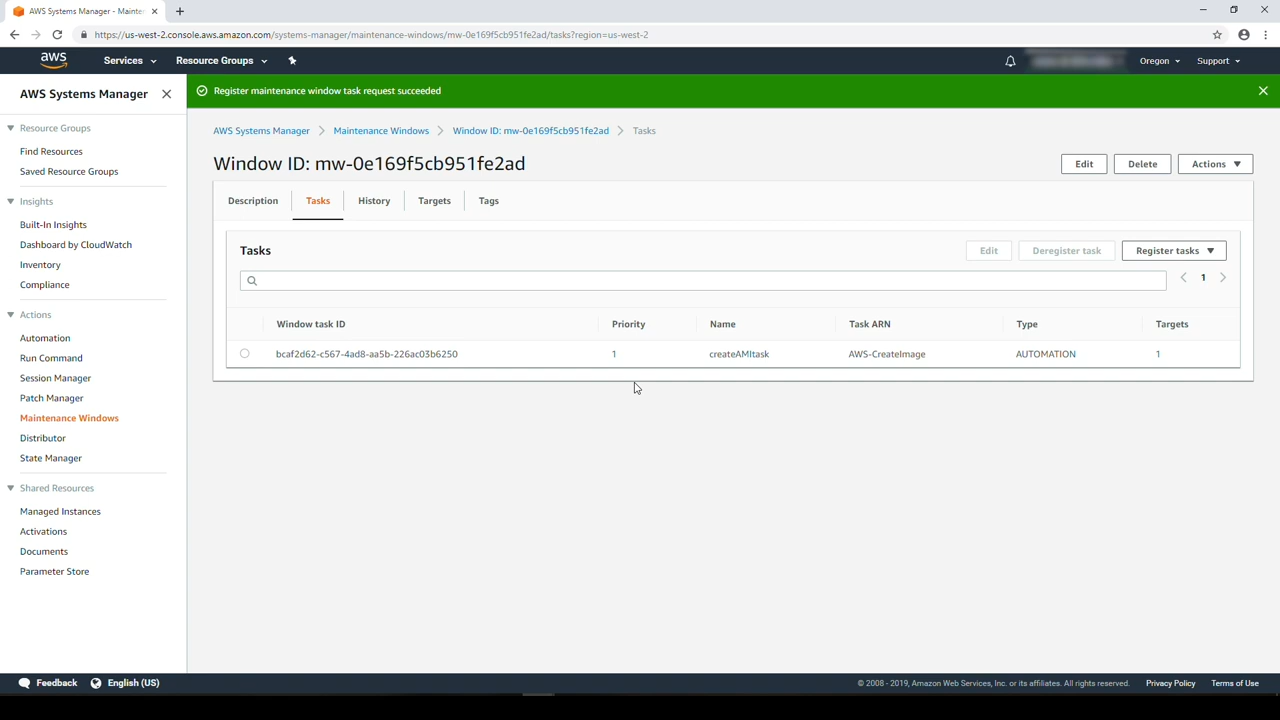 AWS Systems Manager - Mainte
https://us-west-2.console.aws.amazon.com/systems-manager/maintenance-windows/mw-0e169f5cb951fe2ad/tasks?region=us-west-2
aws Services Resource Groups Oregon Support
AWS Systems Manager
Resource Groups
Find Resources
Saved Resource Groups
Insights
Built-In Insights
Dashboard by CloudWatch
Inventory
Compliance
Actions
Automation
Run Command
Session Manager
Patch Manager
Maintenance Windows
Distributor
State Manager
Shared Resources
Managed Instances
Activations
Documents
Parameter Store
Register maintenance window task request succeeded
AWS Systems Manager Maintenance Windows Window ID: mw-0e169f5cb951fe2ad Tasks
Window ID: mw-0e169f5cb951fe2ad Edit Delete Actions
Description Tasks History Targets Tags
Tasks Edit Deregister task Register tasks
1
Window task ID Priority Name Task ARN Type Targets
bcaf2d62-c567-4ad8-aa5b-226ac03b6250 1 createAMItask AWS-CreateImage AUTOMATION 1
Feedback English (US) © 2008 - 2019, Amazon Web Services, Inc. or its affiliates. All rights reserved. Privacy Policy Terms of Use